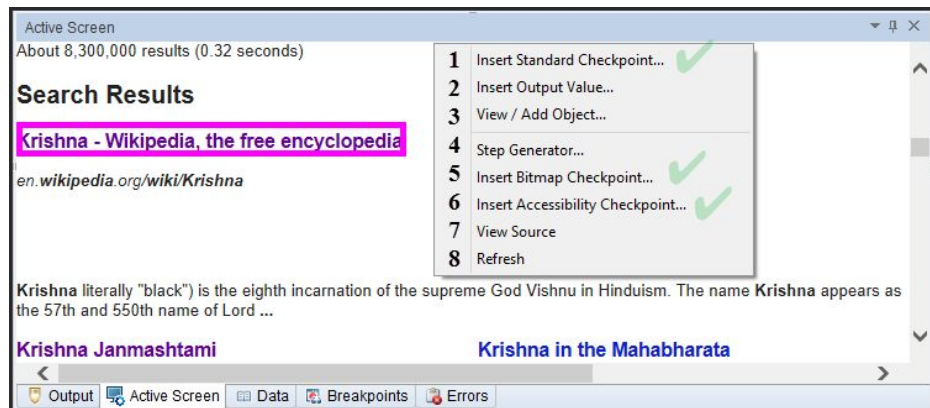 Active Screen
About 8,300,000 results (0.32 seconds)
Search Results
Krishna - Wikipedia, the free encyclopedia
en.wikipedia.org/wiki/Krishna
1 Insert Standard Checkpoint...
2 Insert Output Value...
3 View / Add Object...
4 Step Generator...
5 Insert Bitmap Checkpoint...
6 Insert Accessibility Checkpoint...
7 View Source
8 Refresh
Krishna literally "black") is the eighth incarnation of the supreme God Vishnu in Hinduism. The name Krishna appears as
the 57th and 550th name of Lord ...
Krishna Janmashtami Krishna in the Mahabharata
Output Active Screen Data Breakpoints Errors